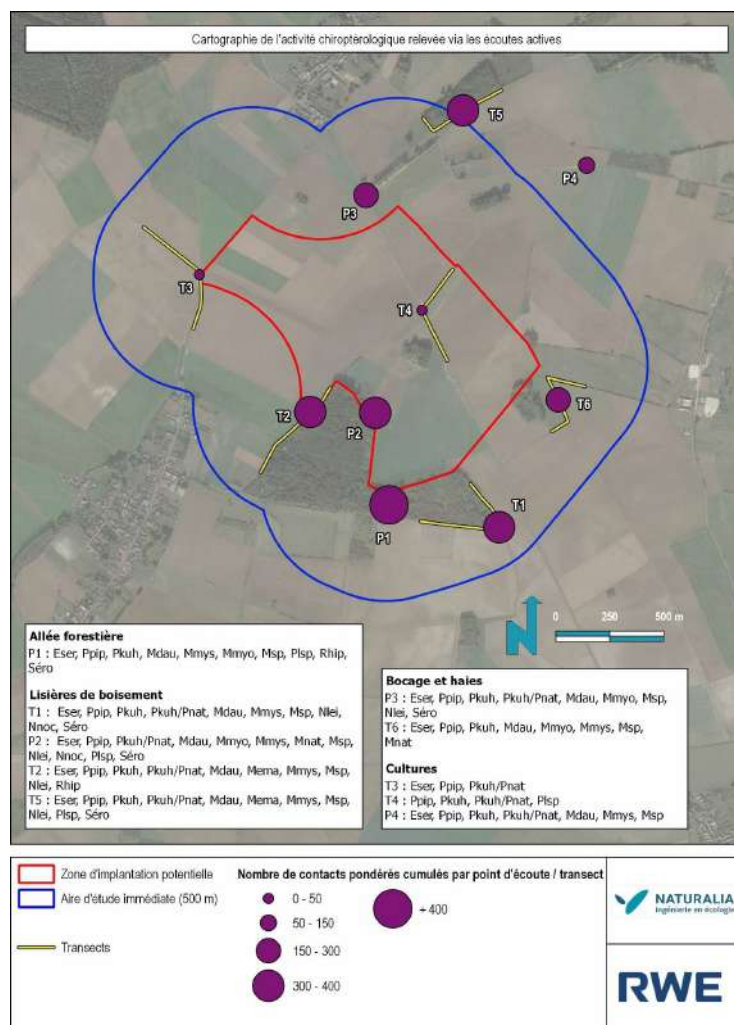 Cartographie de l'activité chiroptérologique relevée via les écoutes actives
T5
P4
P3
T3
T4
T2
P2
T6
P1
T1
N
0 250 500 m
Allée forestière
P1 : Eser, Ppip, Pkuh, Mdau, Mmys, Mmyo, Msp, Plsp, Rhip,
Séro
Lisières de boisement
T1 : Eser, Ppip, Pkuh, Pkuh/Pnat, Mdau, Mmys, Msp, Nlei,
Nnoc, Séro
P2 : Eser, Ppip, Pkuh/Pnat, Mdau, Mmyo, Mmys, Mnat, Msp,
Nlei, Nnoc, Plsp, Séro
T2 : Eser, Ppip, Pkuh, Pkuh/Pnat, Mdau, Mema, Mmys, Msp,
Nlei, Rhip
T5 : Eser, Ppip, Pkuh, Pkuh/Pnat, Mdau, Mema, Mmys, Msp,
Nlei, Plsp, Séro
Bocage et haies
P3 : Eser, Ppip, Pkuh, Pkuh/Pnat, Mdau, Mmyo, Msp,
Nlei, Séro
T6 : Eser, Ppip, Pkuh, Mdau, Mmyo, Mmys, Msp,
Mnat
Cultures
T3 : Eser, Ppip, Pkuh/Pnat
T4 : Ppip, Pkuh, Pkuh/Pnat, Plsp
P4 : Eser, Ppip, Pkuh, Pkuh/Pnat, Mdau, Mmys, Msp
Zone d'implantation potentielle
Aire d'étude immédiate (500 m)
Transects
Nombre de contacts pondérés cumulés par point d'écoute / transect
0 - 50
50 - 150
150 - 300
300 - 400
+ 400
NATURALIA
Ingénierie en écologie
RWE